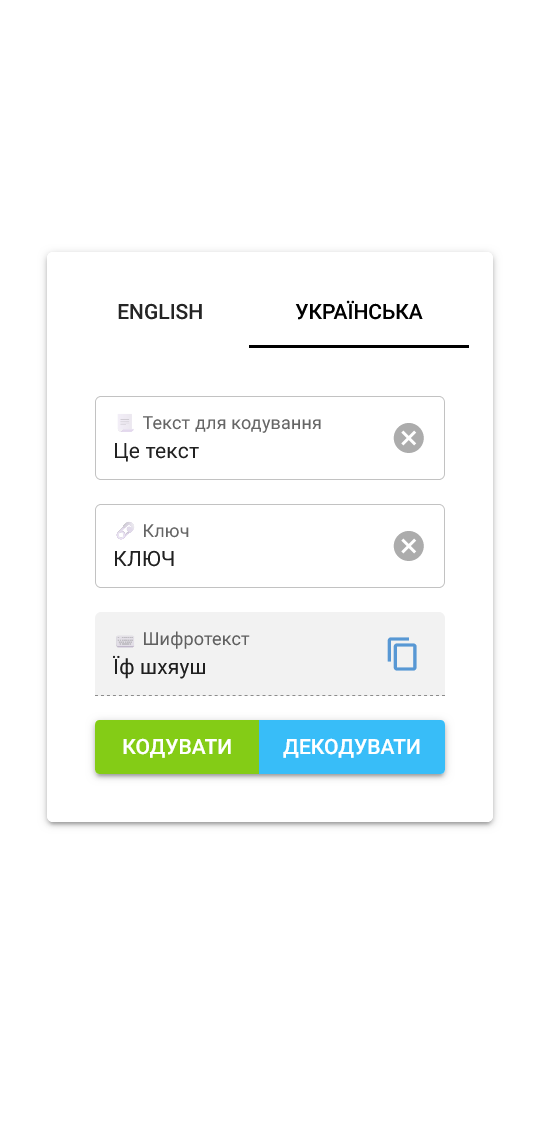 ENGLISH
УКРАЇНСЬКА
Текст для кодування
Це текст
Ключ
КЛЮЧ
Шифротекст
Їф шхяуш
КОДУВАТИ
ДЕКОДУВАТИ